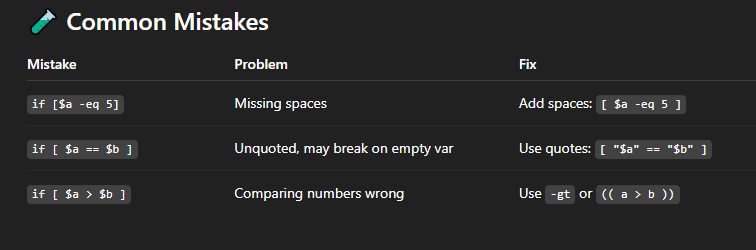 Common Mistakes
Mistake Problem Fix
if [$a -eq 5] Missing spaces Add spaces: [ $a -eq 5 ]
if [ $a == $b ] Unquoted, may break on empty var Use quotes: [ "$a" == "$b" ]
if [ $a > $b ] Comparing numbers wrong Use -gt or (( a > b ))